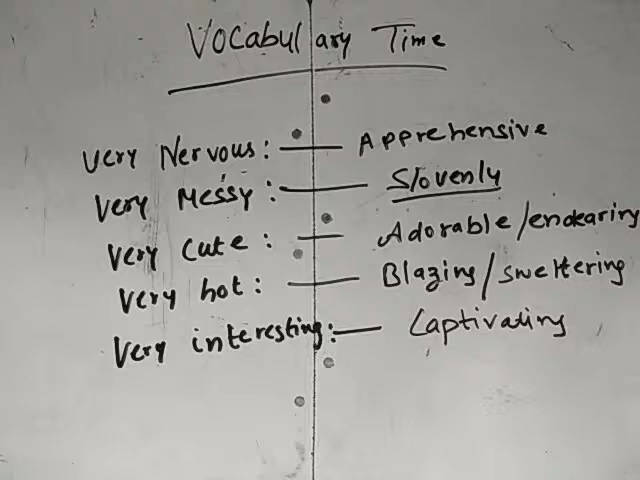 Vocabulary Time
Very Nervous: — Apprehensive
Very Messy: — Slovenly
Very Cute: — Adorable/endearing
Very hot: — Blazing/sweltering
Very interesting: — Captivating